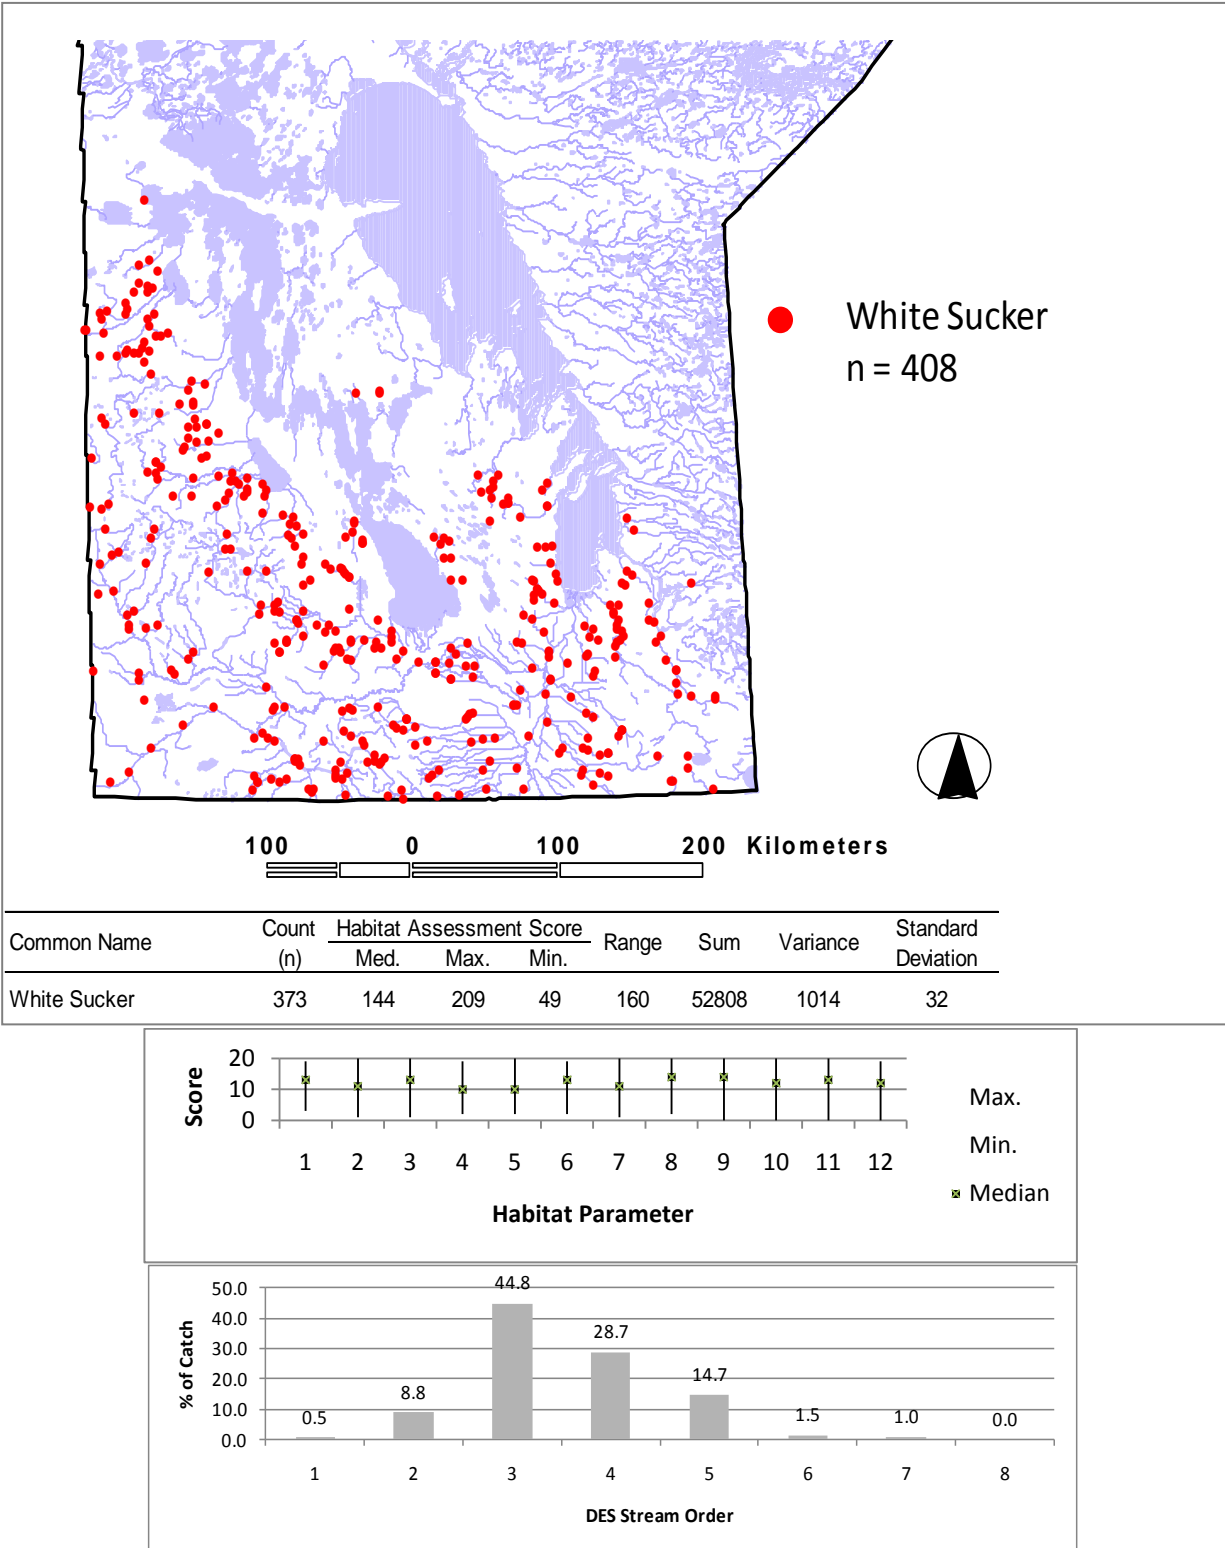 White Sucker
n = 408
100 0 100 200 Kilometers
Common Name Count (n) Habitat Assessment Score Med. Max. Min. Range Sum Variance Standard Deviation
White Sucker 373 144 209 49 160 52808 1014 32
Score
20
10
0
1 2 3 4 5 6 7 8 9 10 11 12
Habitat Parameter
Max.
Min.
Median
% of Catch
50.0
40.0
30.0
20.0
10.0
0.0
0.5 8.8 44.8 28.7 14.7 1.5 1.0 0.0
1 2 3 4 5 6 7 8
DES Stream Order